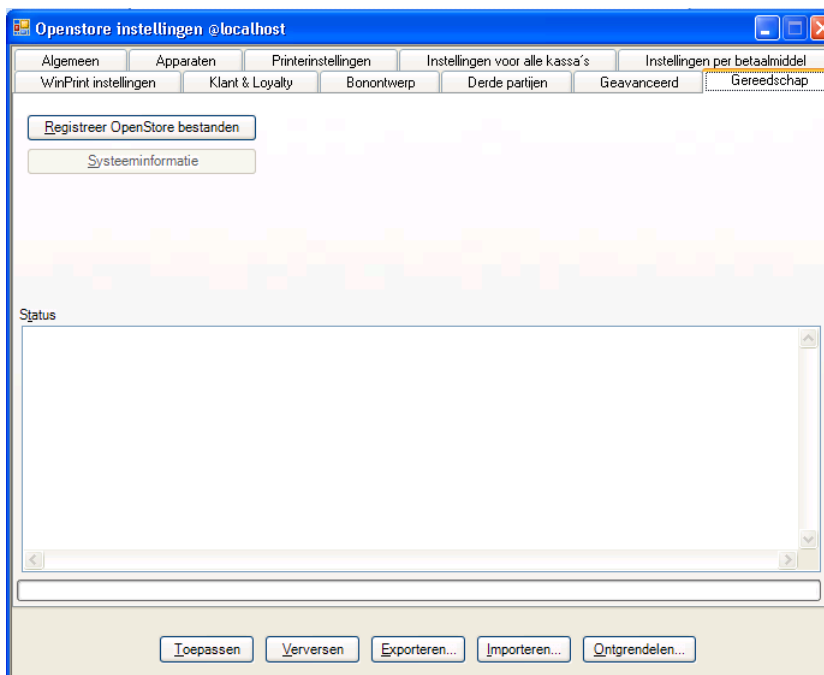 Openstore instellingen @localhost
Algemeen Apparaten Printerinstellingen Instellingen voor alle kassa´s Instellingen per betaalmiddel
WinPrint instellingen Klant & Loyalty Bonontwerp Derde partijen Geavanceerd Gereedschap
Registreer OpenStore bestanden
Systeeminformatie
Status
Toepassen Verversen Exporteren... Importeren... Ontgrendelen...